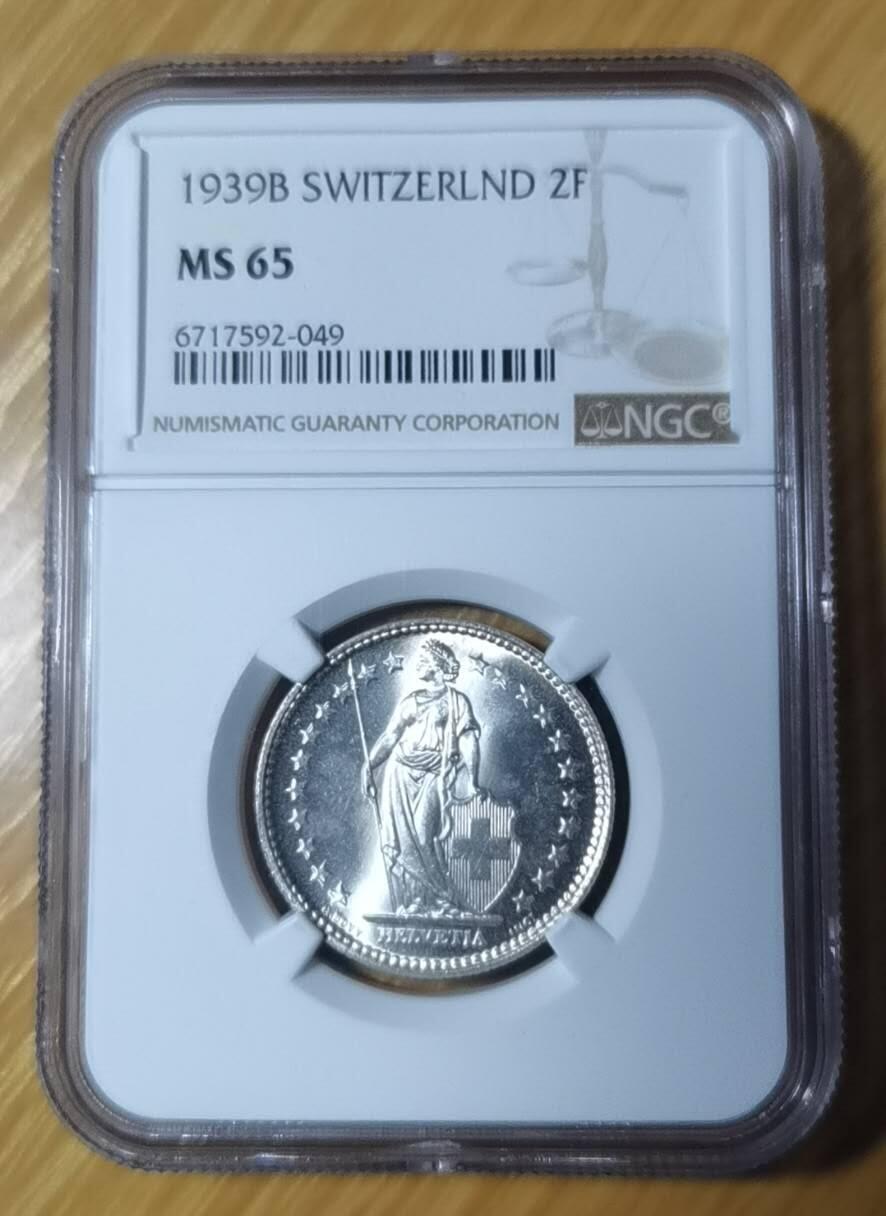 1939B SWITZERLND 2F
MS 65
6717592-049
NUMISMATIC GUARANTY CORPORATION
NGC®
HELVETIA